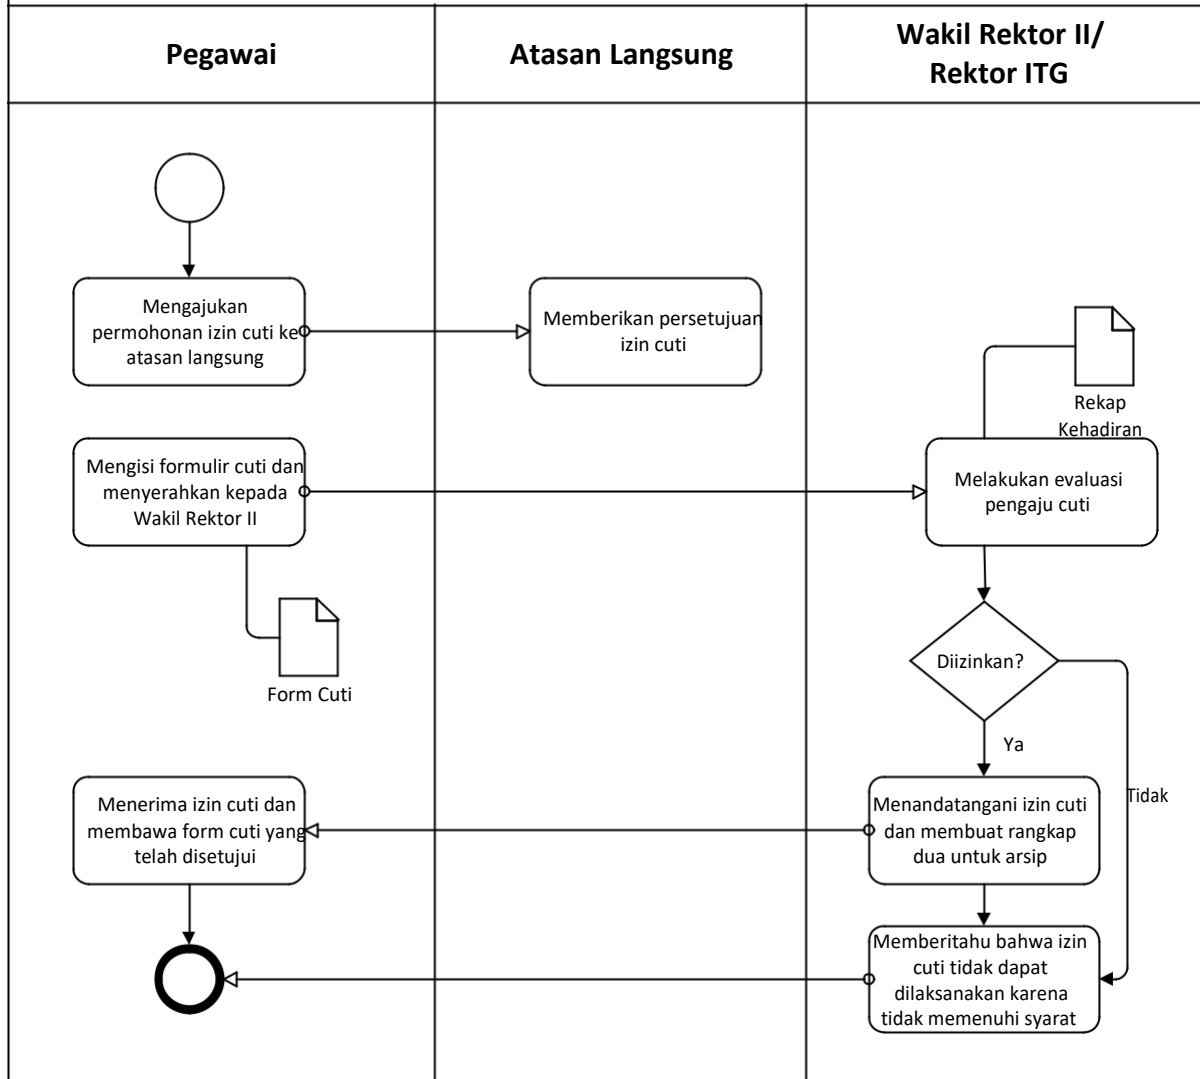 Pegawai
Atasan Langsung
Wakil Rektor II/
Rektor ITG
Mengajukan
permohonan izin cuti ke
atasan langsung
Memberikan persetujuan
izin cuti
Rekap
Kehadiran
Mengisi formulir cuti dan
menyerahkan kepada
Wakil Rektor II
Melakukan evaluasi
pengaju cuti
Form Cuti
Diizinkan?
Ya
Tidak
Menerima izin cuti dan
membawa form cuti yang
telah disetujui
Menandatangani izin cuti
dan membuat rangkap
dua untuk arsip
Memberitahu bahwa izin
cuti tidak dapat
dilaksanakan karena
tidak memenuhi syarat